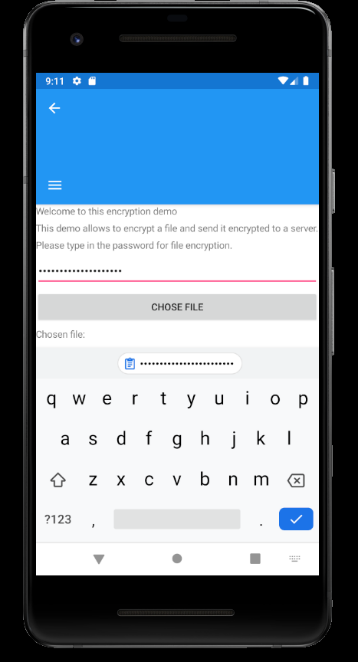 9:11
Welcome to this encryption demo
This demo allows to encrypt a file and send it encrypted to a server.
Please type in the password for file encryption.
••••••••••••••••••••
CHOSE FILE
Chosen file:
••••••••••••••••••••••••
q w e r t y u i o p
a s d f g h j k l
z x c v b n m
?123 , .